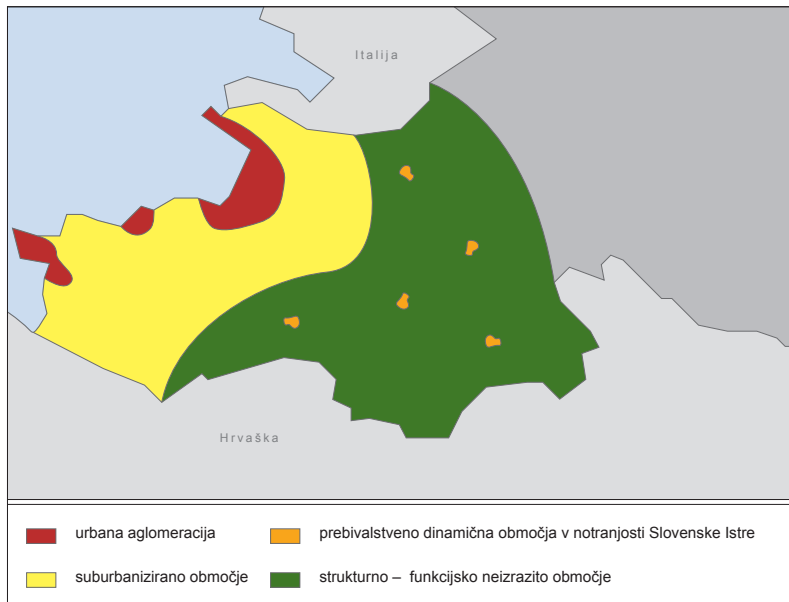 Italija
Hrvaška
urbana aglomeracija
prebivalstveno dinamična območja v notranjosti Slovenske Istre
suburbanizirano območje
strukturno – funkcijsko neizrazito območje